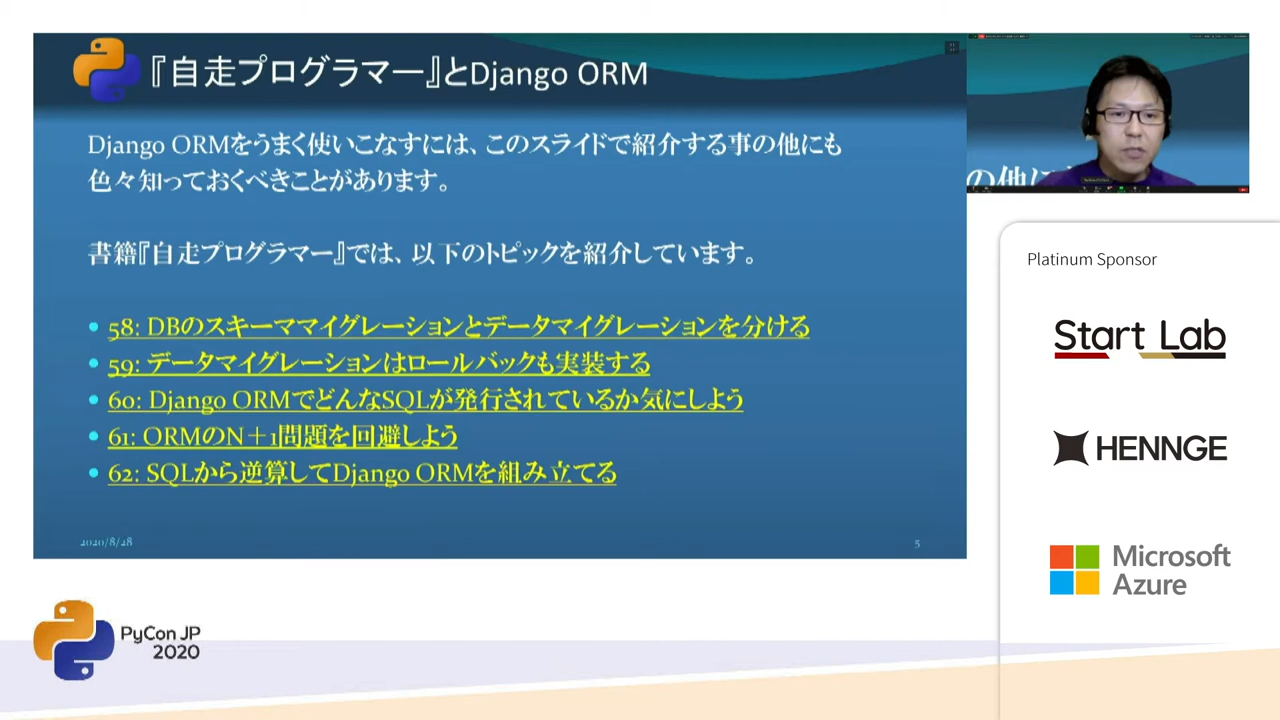 『自走プログラマー』とDjango ORM
Django ORMをうまく使いこなすには、このスライドで紹介する事の他にも
色々知っておくべきことがあります。
書籍『自走プログラマー』では、以下のトピックを紹介しています。
• 58: DBのスキーママイグレーションとデータマイグレーションを分ける
• 59: データマイグレーションはロールバックも実装する
• 60: Django ORMでどんなSQLが発行されているか気にしよう
• 61: ORMのN＋1問題を回避しよう
• 62: SQLから逆算してDjango ORMを組み立てる
2020/8/28
5
の他に
Platinum Sponsor
Start Lab
HENNGE
Microsoft
Azure
PyCon JP
2020